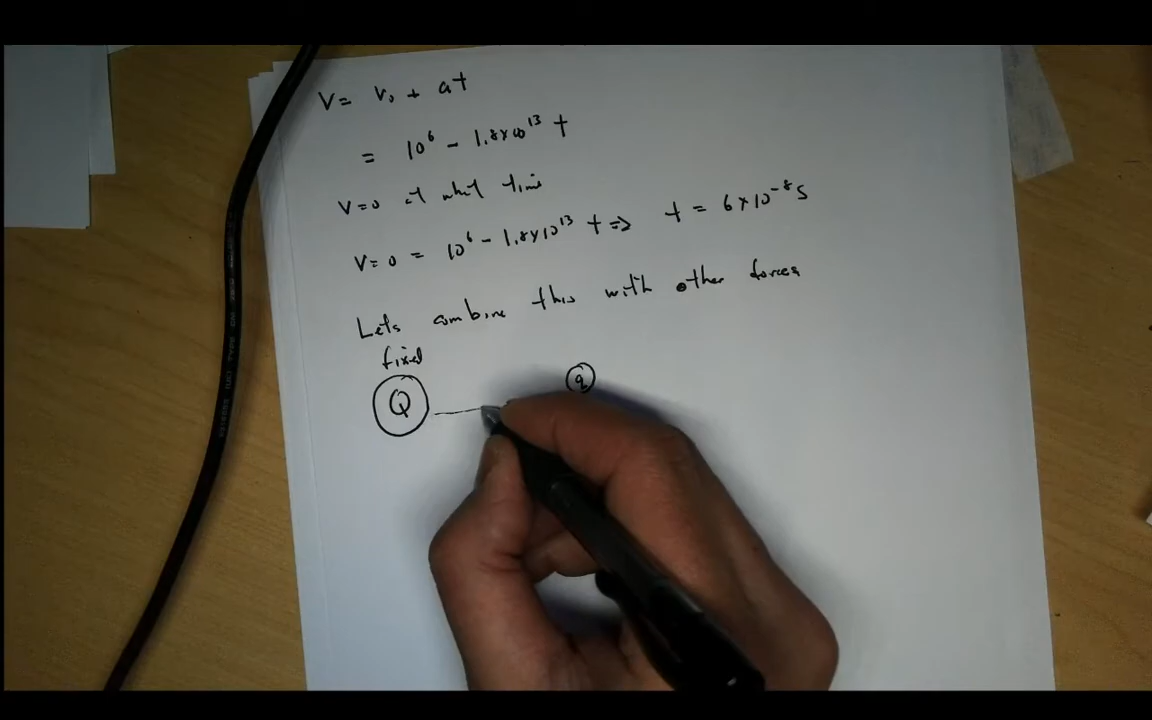 V = V₀ + at
= 10⁶ - 1.8×10¹³ t
V=0 at what time
V=0 = 10⁶ - 1.8×10¹³ t ⇒ t = 6×10⁻⁸ s
Lets combine this with other forces
fixed
Q q